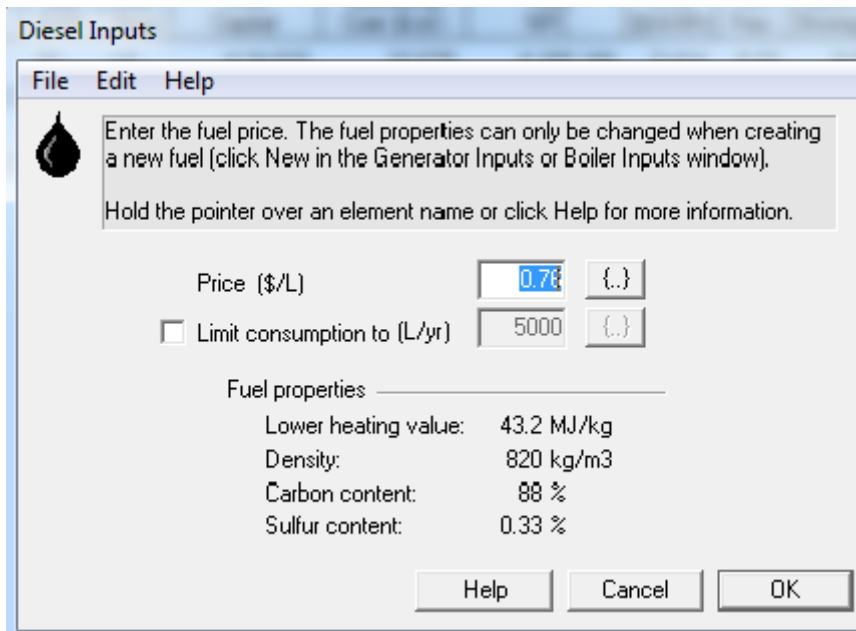 Diesel Inputs
File Edit Help
Enter the fuel price. The fuel properties can only be changed when creating
a new fuel (click New in the Generator Inputs or Boiler Inputs window).
Hold the pointer over an element name or click Help for more information.
Price ($/L) 0.78 {..}
Limit consumption to (L/yr) 5000 {..}
Fuel properties
Lower heating value: 43.2 MJ/kg
Density: 820 kg/m3
Carbon content: 88 %
Sulfur content: 0.33 %
Help Cancel OK